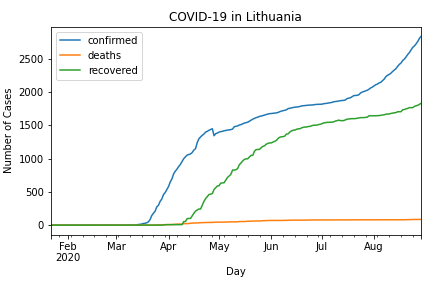 COVID-19 in Lithuania
confirmed
deaths
recovered
2500
2000
1500
1000
500
0
Number of Cases
Feb Mar Apr May Jun Jul Aug
2020
Day